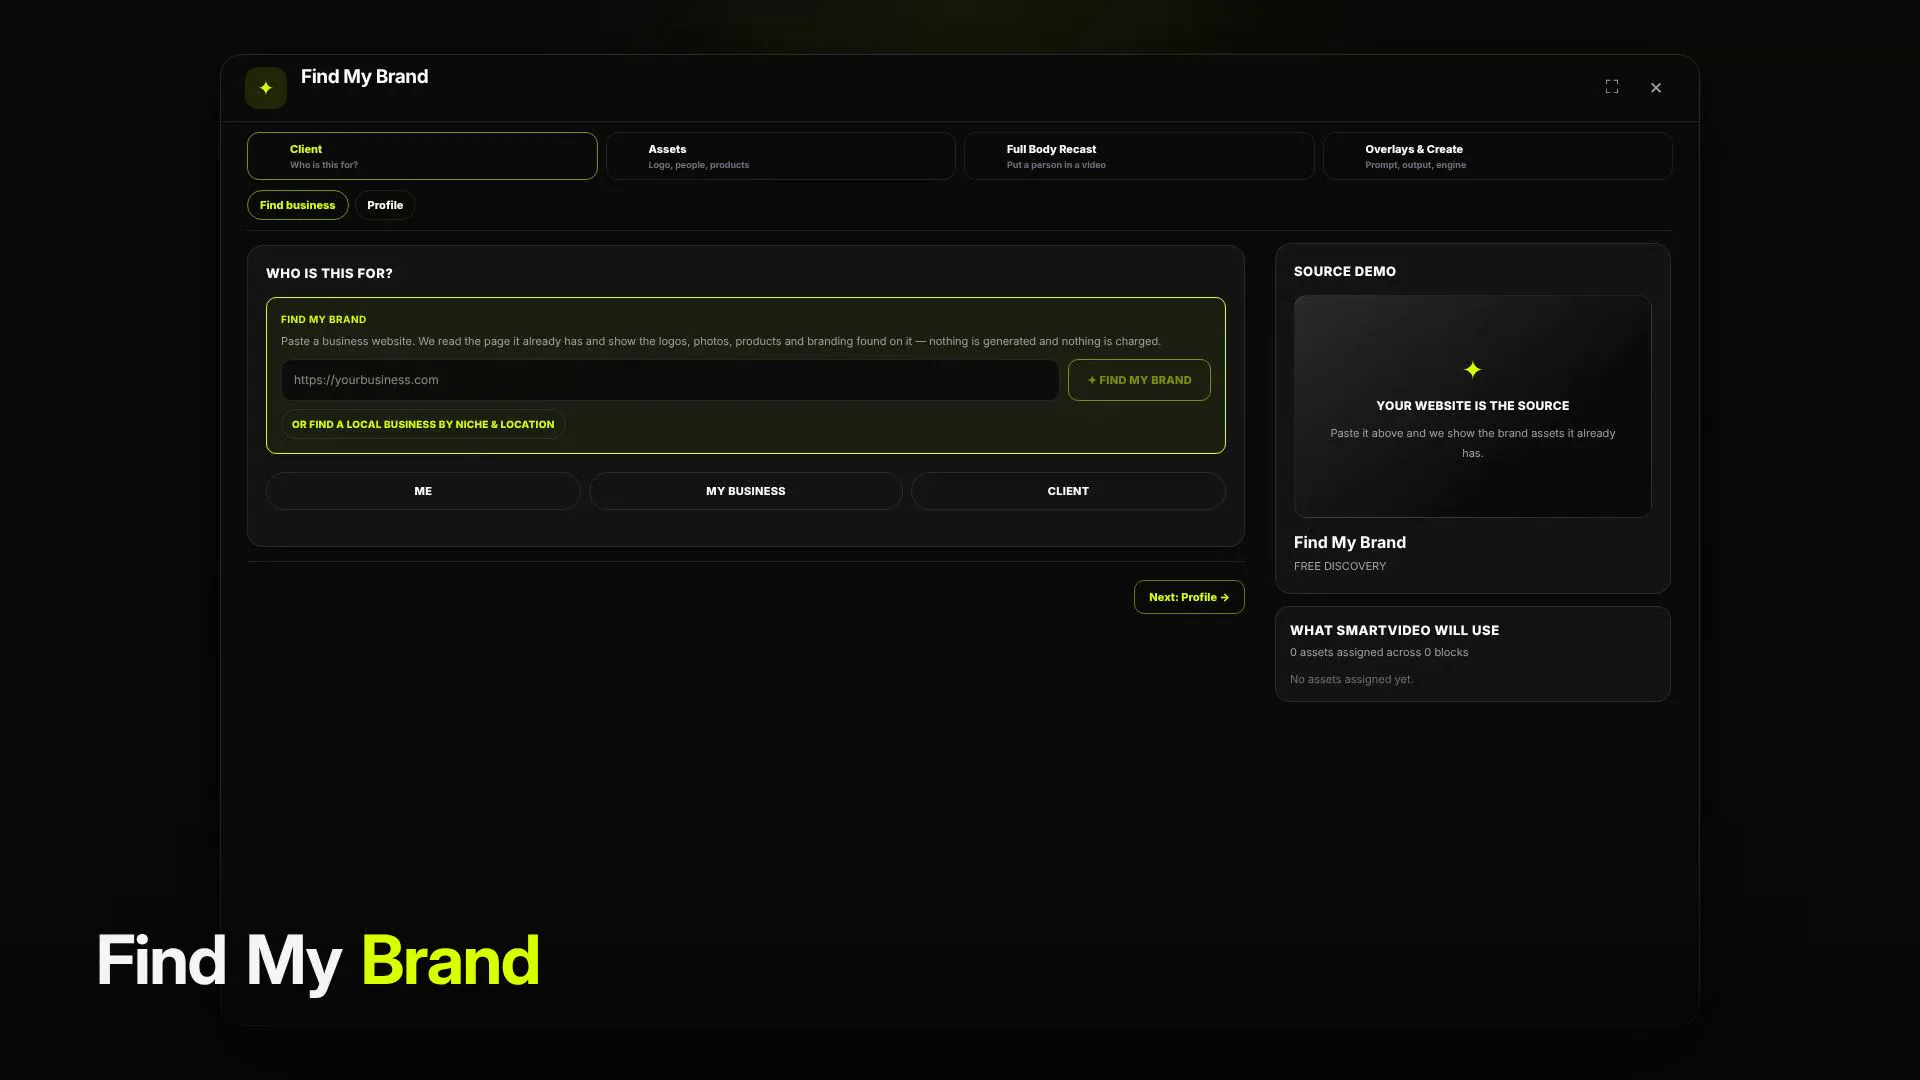 Find My Brand
Client
Who is this for?
Assets
Logo, people, products
Full Body Recast
Put a person in a video
Overlays & Create
Prompt, output, engine
Find business
Profile
WHO IS THIS FOR?
FIND MY BRAND
Paste a business website. We read the page it already has and show the logos, photos, products and branding found on it — nothing is generated and nothing is charged.
https://yourbusiness.com
✦ FIND MY BRAND
OR FIND A LOCAL BUSINESS BY NICHE & LOCATION
ME
MY BUSINESS
CLIENT
Next: Profile →
SOURCE DEMO
YOUR WEBSITE IS THE SOURCE
Paste it above and we show the brand assets it already
has.
Find My Brand
FREE DISCOVERY
WHAT SMARTVIDEO WILL USE
0 assets assigned across 0 blocks
No assets assigned yet.
Find My Brand